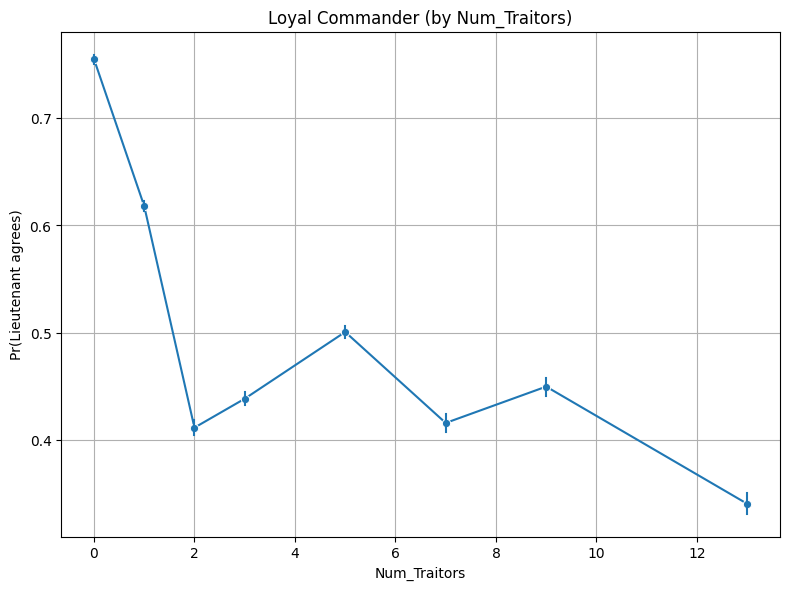 Loyal Commander (by Num_Traitors)
Pr(Lieutenant agrees)
0.7
0.6
0.5
0.4
0 2 4 6 8 10 12
Num_Traitors